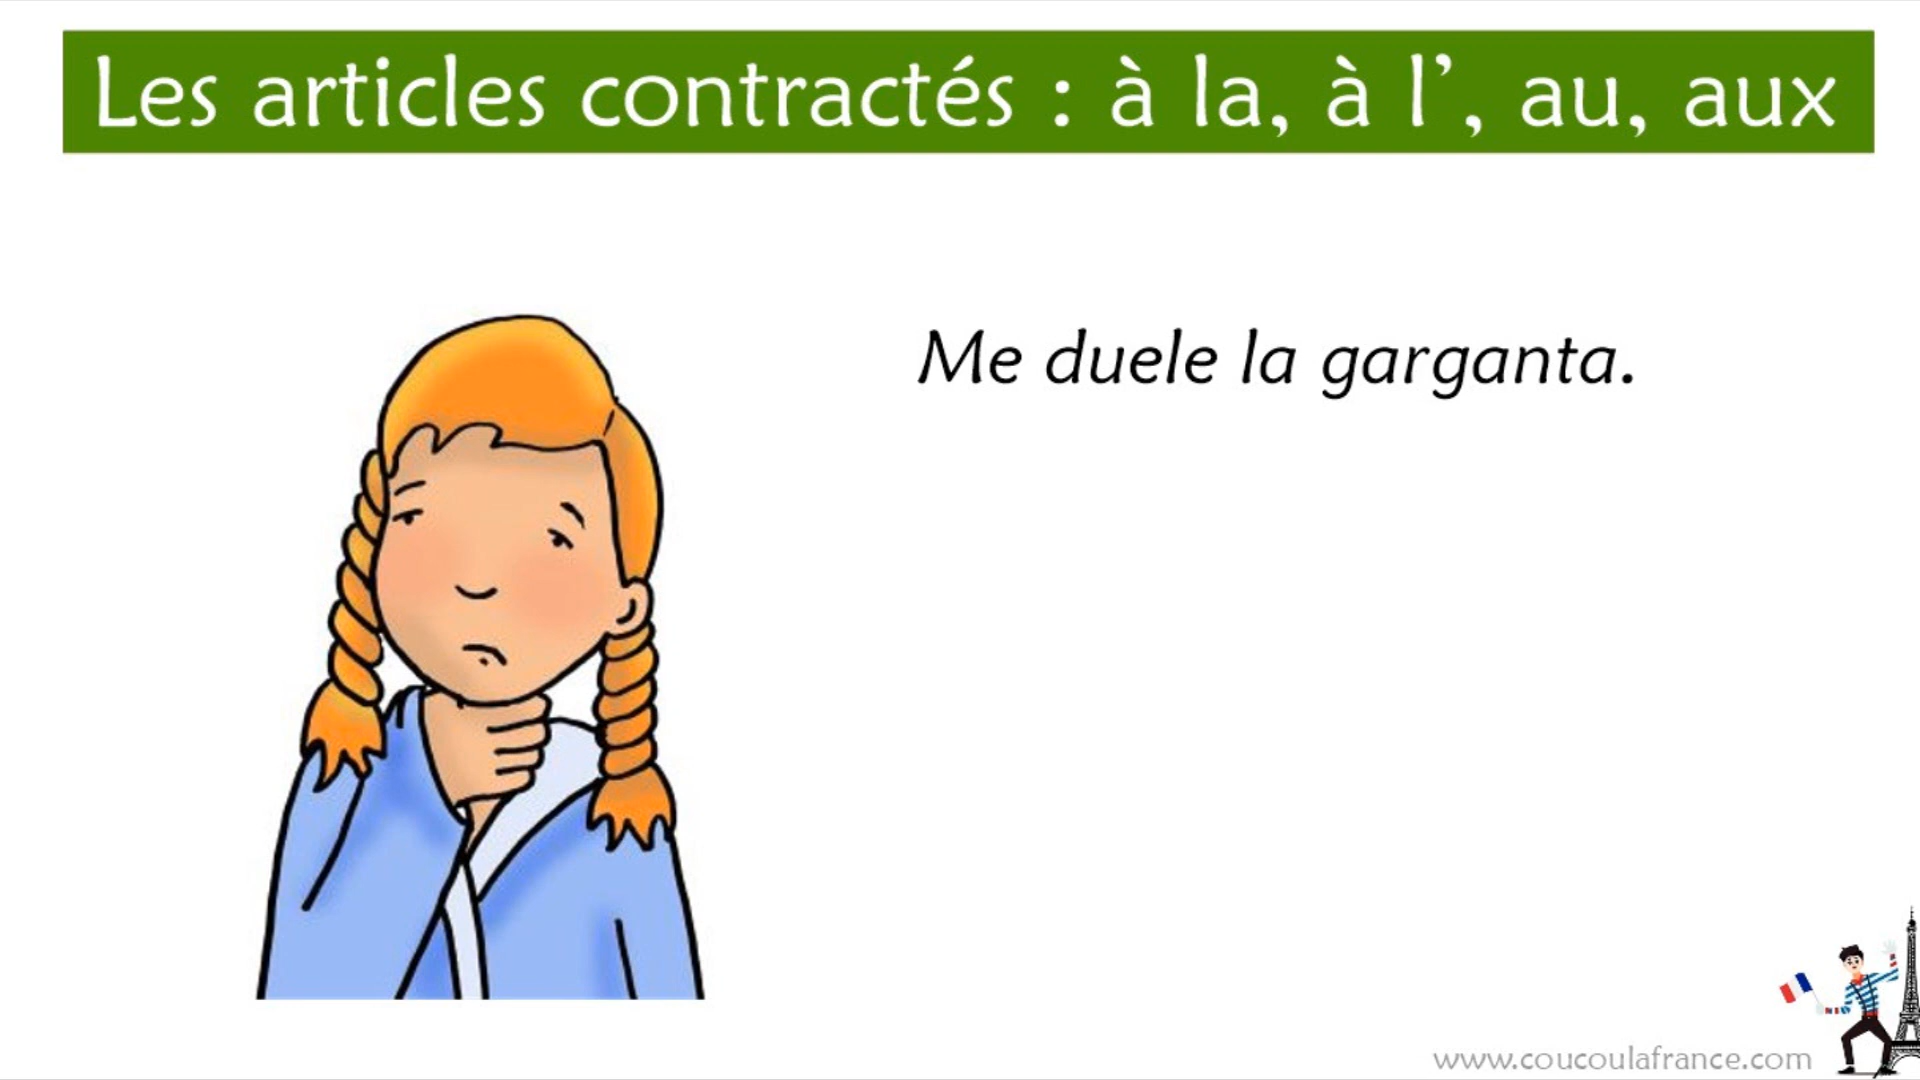 Les articles contractés : à la, à l’, au, aux
Me duele la garganta.
www.coucoulafrance.com